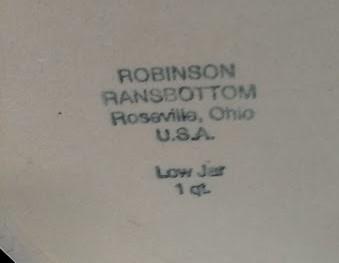 ROBINSON
RANSBOTTOM
Roseville, Ohio
U.S.A.
Low Jar
1 qt.